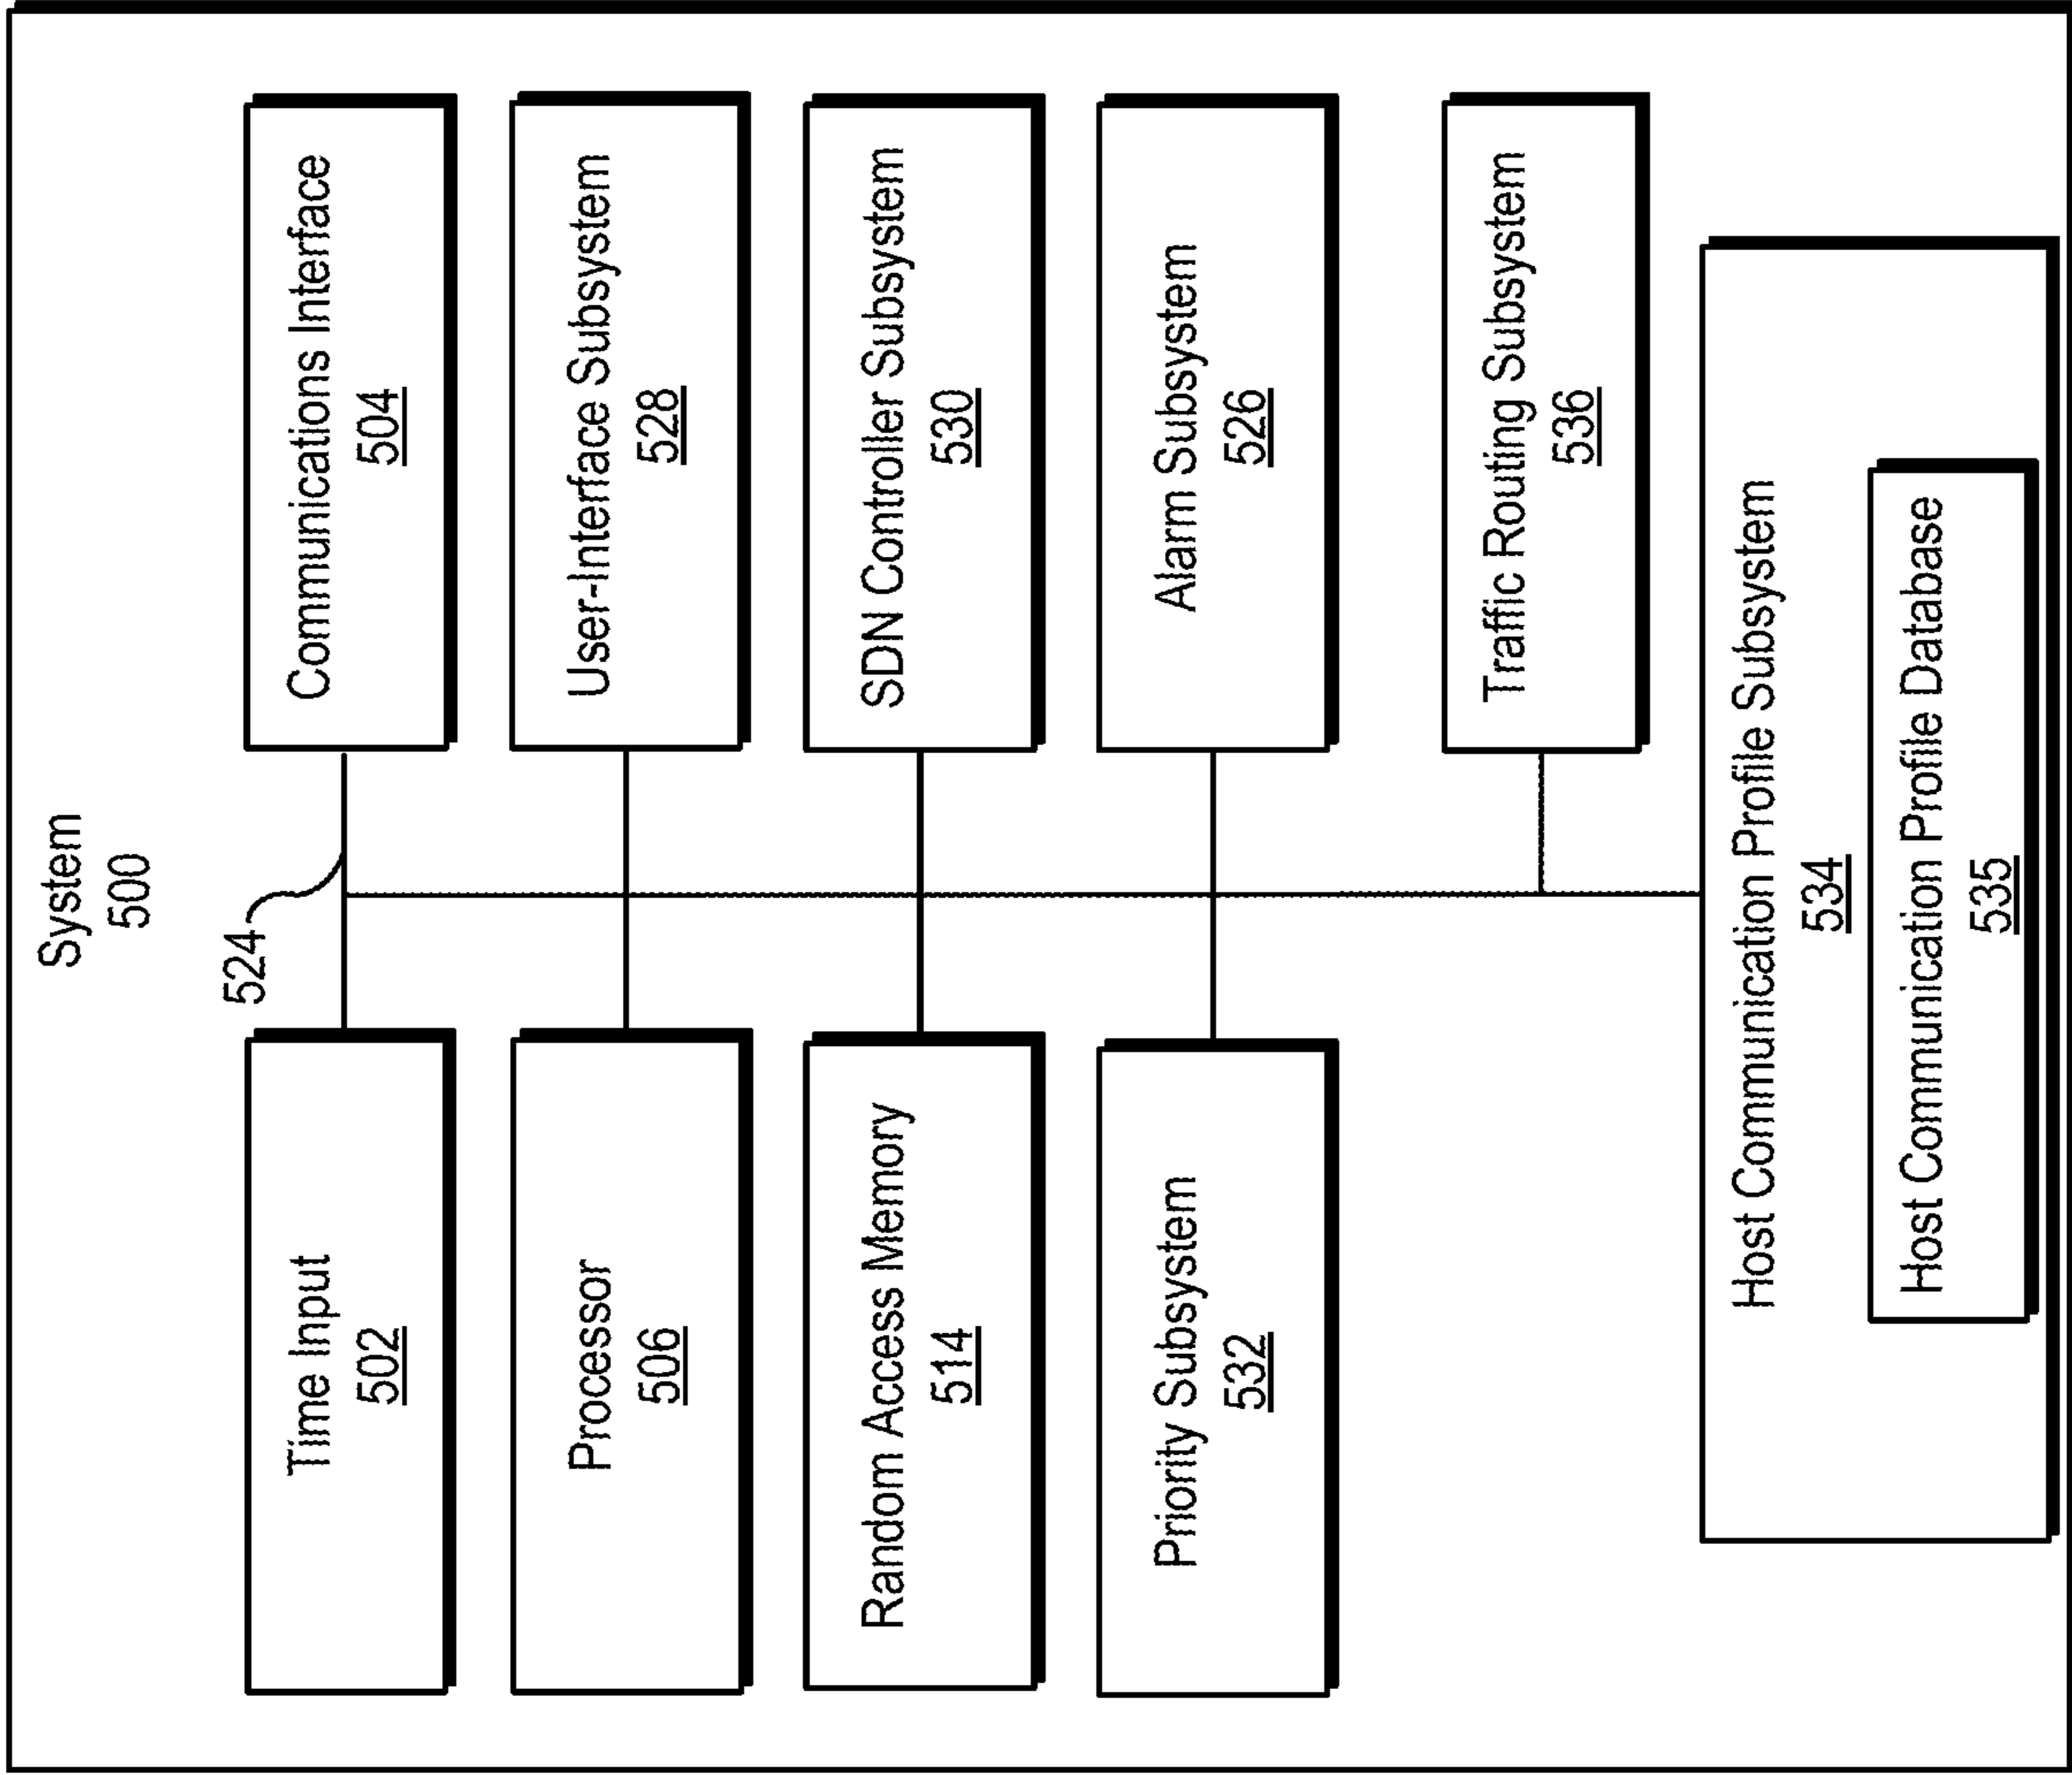 System
500
524
Time Input
502
Communications Interface
504
Processor
506
User-Interface Subsystem
528
Random Access Memory
514
SDN Controller Subsystem
530
Priority Subsystem
532
Alarm Subsystem
526
Traffic Routing Subsystem
536
Host Communication Profile Subsystem
534
Host Communication Profile Database
535